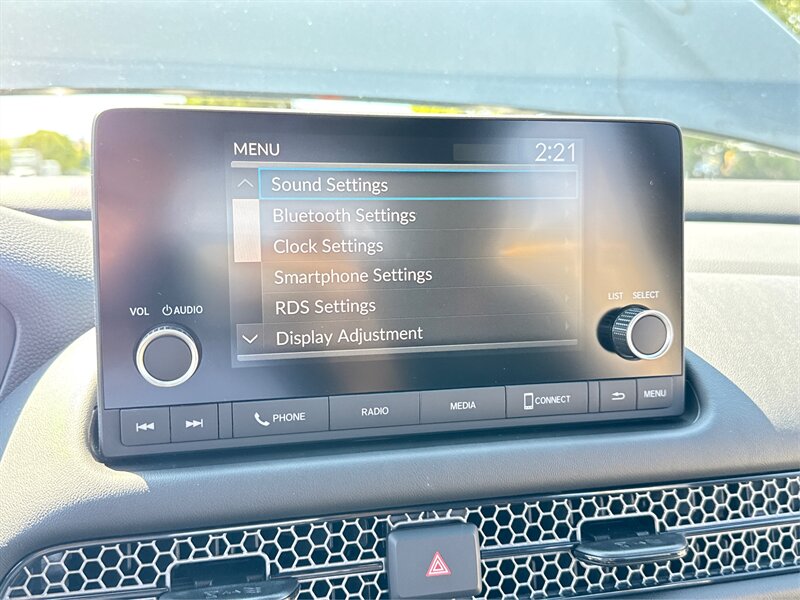 MENU 2:21
Sound Settings
Bluetooth Settings
Clock Settings
Smartphone Settings
RDS Settings
Display Adjustment
VOL AUDIO
LIST SELECT
PHONE RADIO MEDIA CONNECT MENU